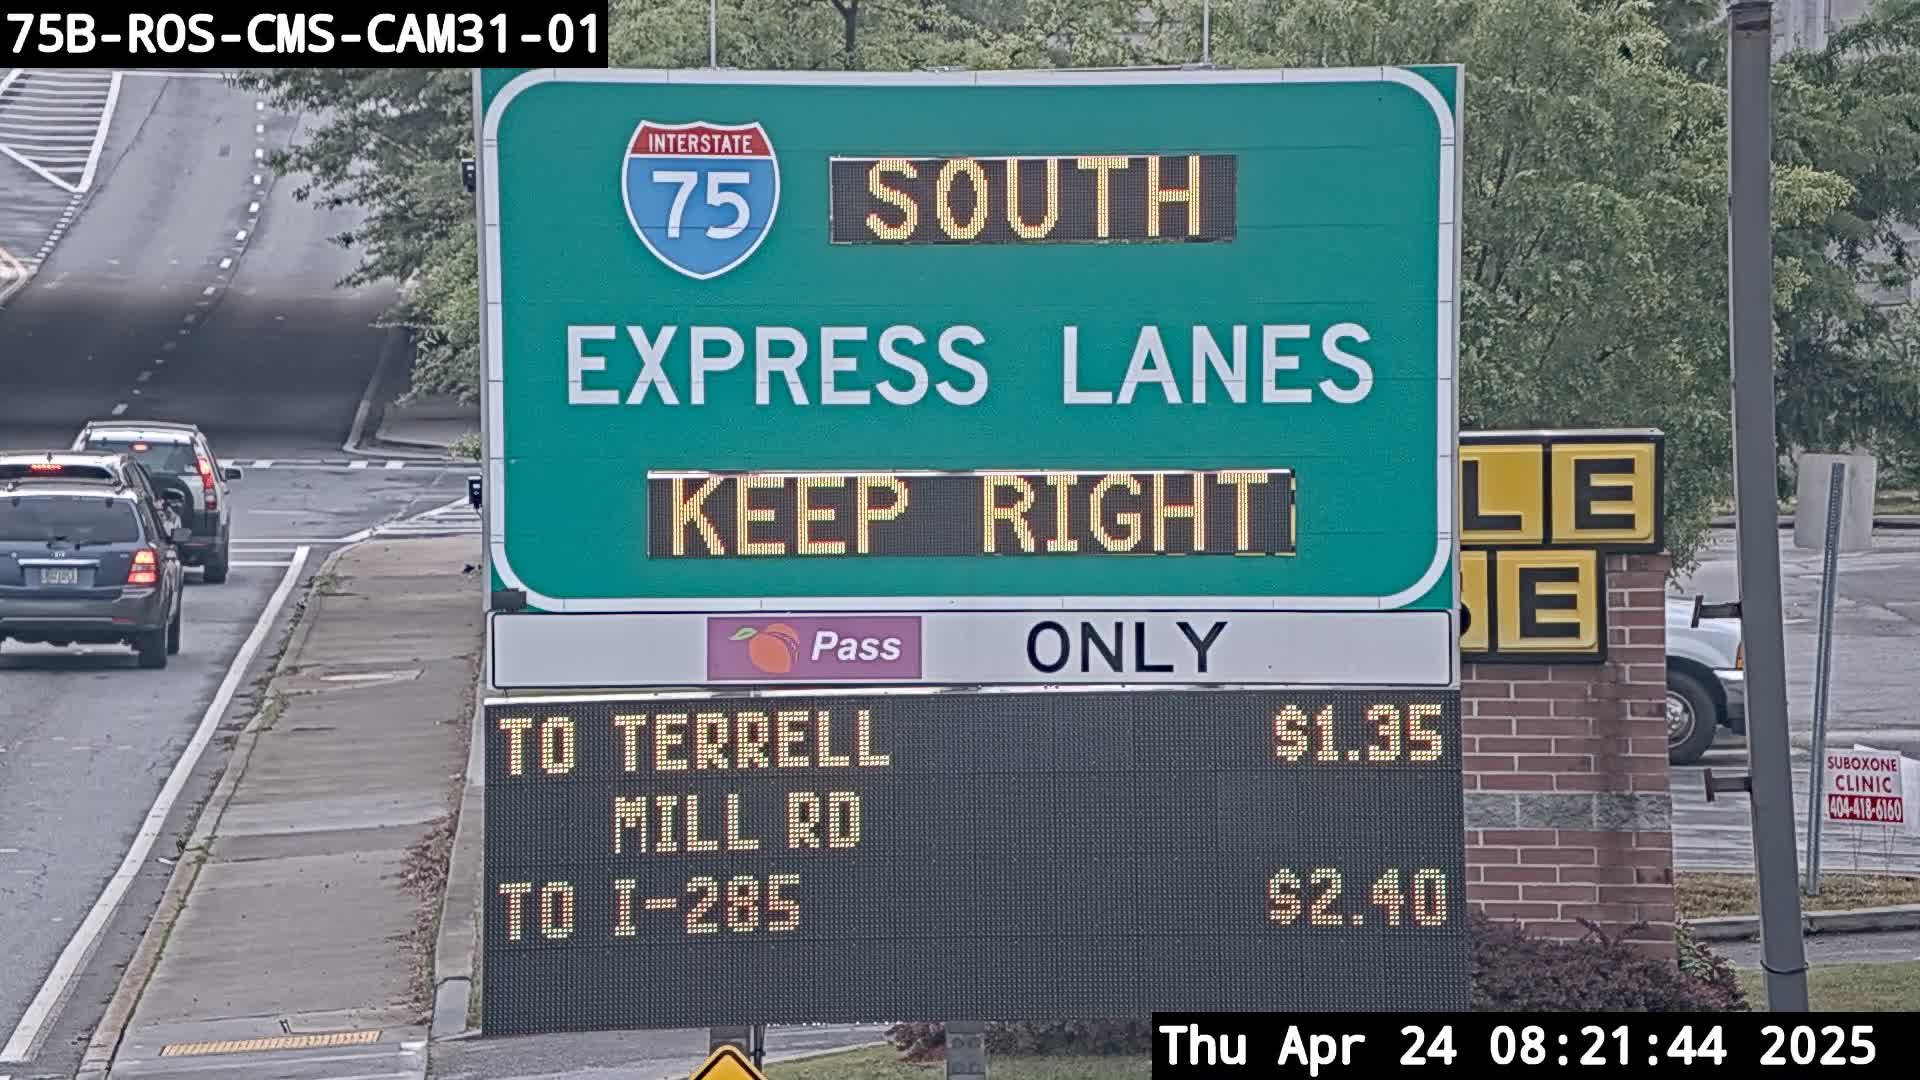 75B-ROS-CMS-CAM31-01
INTERSTATE
75
SOUTH
EXPRESS LANES
KEEP RIGHT
Pass ONLY
TO TERRELL $1.35
MILL RD
TO I-285 $2.40
LE
E
SUBOXONE
CLINIC
404-418-6160
Thu Apr 24 08:21:44 2025